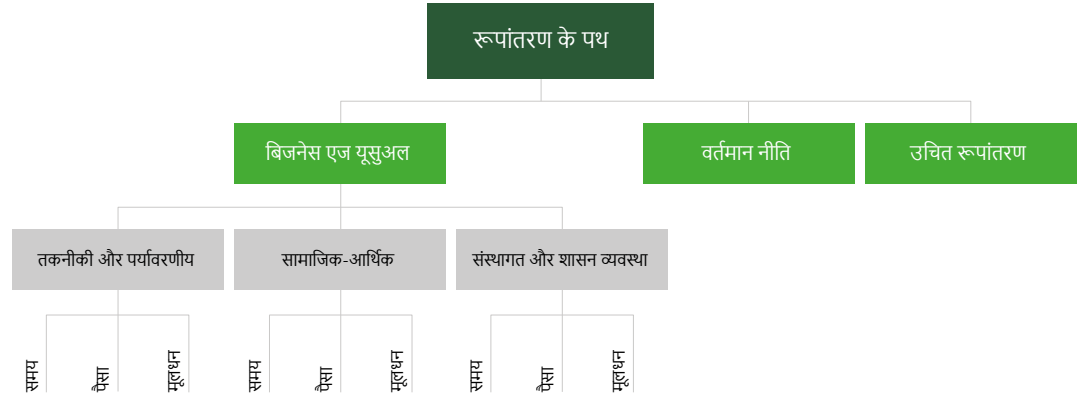 रूपांतरण के पथ
बिजनेस एज यूसुअल
वर्तमान नीति
उचित रूपांतरण
तकनीकी और पर्यावरणीय
सामाजिक-आर्थिक
संस्थागत और शासन व्यवस्था
समय
पैसा
मूलधन
समय
पैसा
मूलधन
समय
पैसा
मूलधन